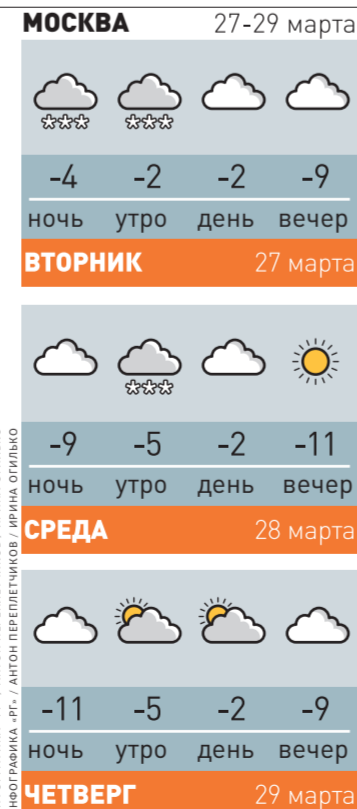 МОСКВА 27-29 марта
-4 -2 -2 -9
ночь утро день вечер
ВТОРНИК 27 марта
-9 -5 -2 -11
ночь утро день вечер
СРЕДА 28 марта
-11 -5 -2 -9
ночь утро день вечер
ЧЕТВЕРГ 29 марта
НФОГРАФИКА «РГ» / АНТОН ПЕРЕПЛЕТЧИКОВ / ИРИНА ОГИЛЬКО